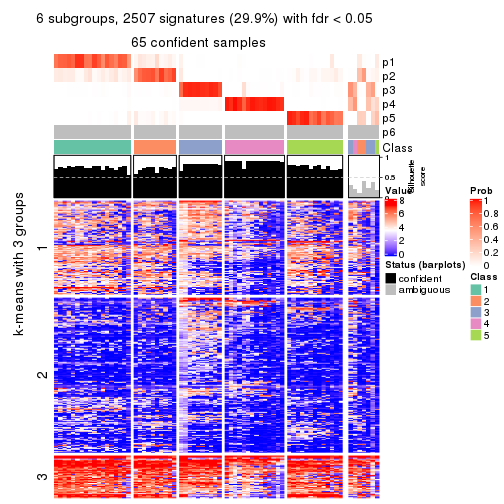 6 subgroups, 2507 signatures (29.9%) with fdr < 0.05
65 confident samples
p1
p2
p3
p4
p5
p6
Class
1
0.5
0
Silhouette
score
k-means with 3 groups
1
2
3
Value
8
6
4
2
0
Status (barplots)
confident
ambiguous
Prob
1
0.8
0.6
0.4
0.2
0
Class
1
2
3
4
5